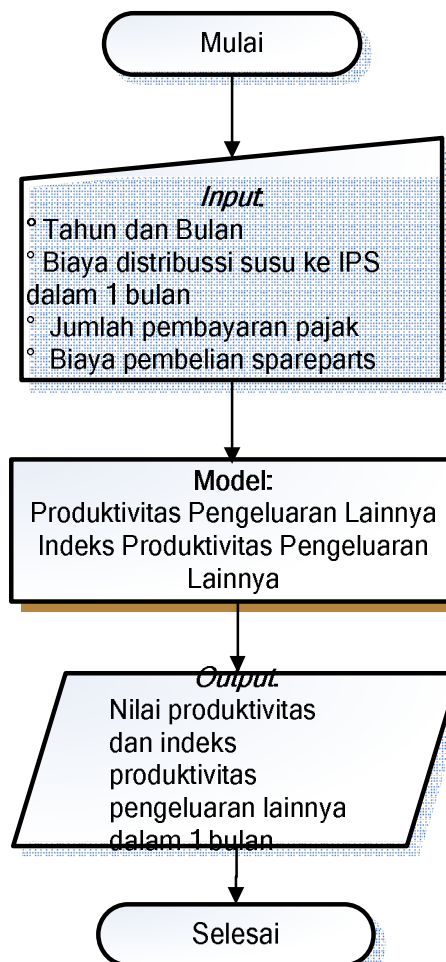 Mulai
Input:
° Tahun dan Bulan
° Biaya distribussi susu ke IPS
dalam 1 bulan
° Jumlah pembayaran pajak
° Biaya pembelian spareparts
Model:
Produktivitas Pengeluaran Lainnya
Indeks Produktivitas Pengeluaran
Lainnya
Output:
Nilai produktivitas
dan indeks
produktivitas
pengeluaran lainnya
dalam 1 bulan
Selesai